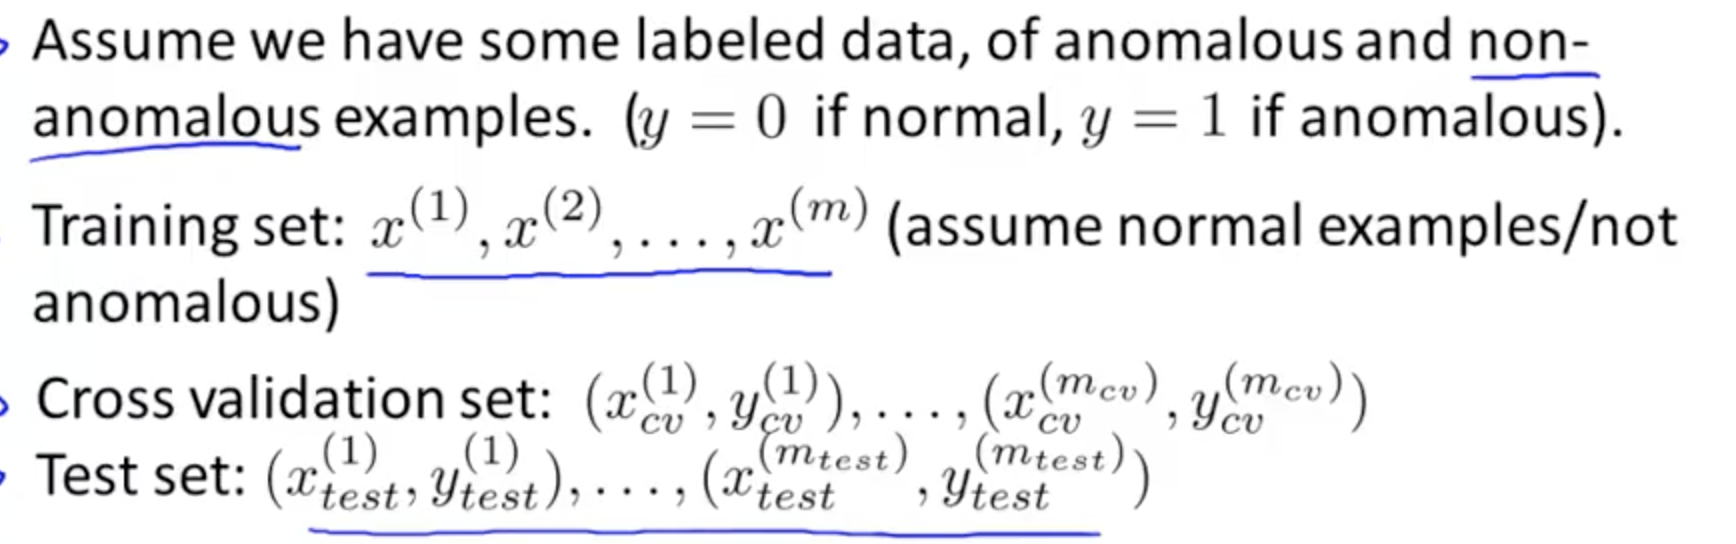 Assume we have some labeled data, of anomalous and non-
anomalous examples. (y = 0 if normal, y = 1 if anomalous).
Training set: x^{(1)}, x^{(2)}, . . . , x^{(m)} (assume normal examples/not
anomalous)
Cross validation set: (x_{cv}^{(1)}, y_{cv}^{(1)}), . . . , (x_{cv}^{(m_{cv})}, y_{cv}^{(m_{cv})})
Test set: (x_{test}^{(1)}, y_{test}^{(1)}), . . . , (x_{test}^{(m_{test})}, y_{test}^{(m_{test})})